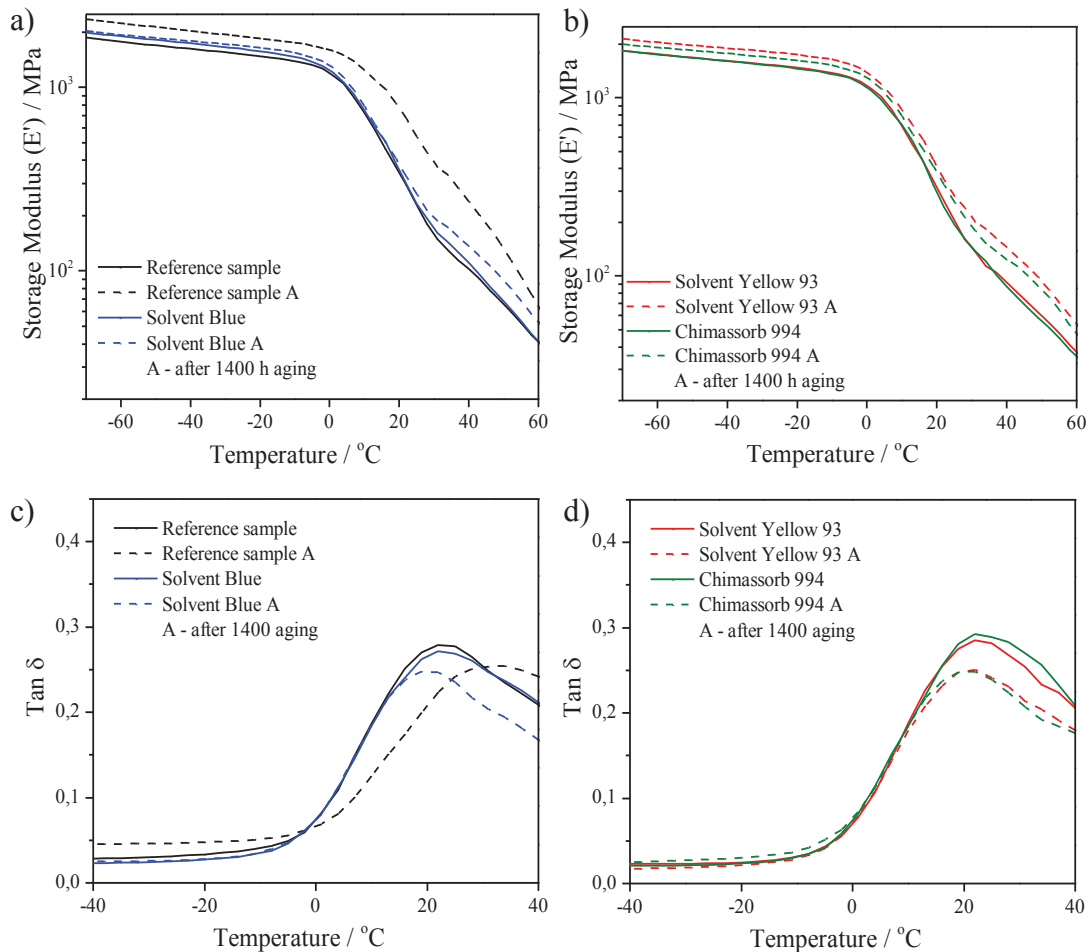 a)
Storage Modulus (E') / MPa
10³
10²
Reference sample
Reference sample A
Solvent Blue
Solvent Blue A
A - after 1400 h aging
-60 -40 -20 0 20 40 60
Temperature / °C
b)
Storage Modulus (E') / MPa
10³
10²
Solvent Yellow 93
Solvent Yellow 93 A
Chimassorb 994
Chimassorb 994 A
A - after 1400 h aging
-60 -40 -20 0 20 40 60
Temperature / °C
c)
Tan δ
0,4
0,3
0,2
0,1
0,0
Reference sample
Reference sample A
Solvent Blue
Solvent Blue A
A - after 1400 aging
-40 -20 0 20 40
Temperature / °C
d)
Tan δ
0,4
0,3
0,2
0,1
0,0
Solvent Yellow 93
Solvent Yellow 93 A
Chimassorb 994
Chimassorb 994 A
A - after 1400 aging
-40 -20 0 20 40
Temperature / °C